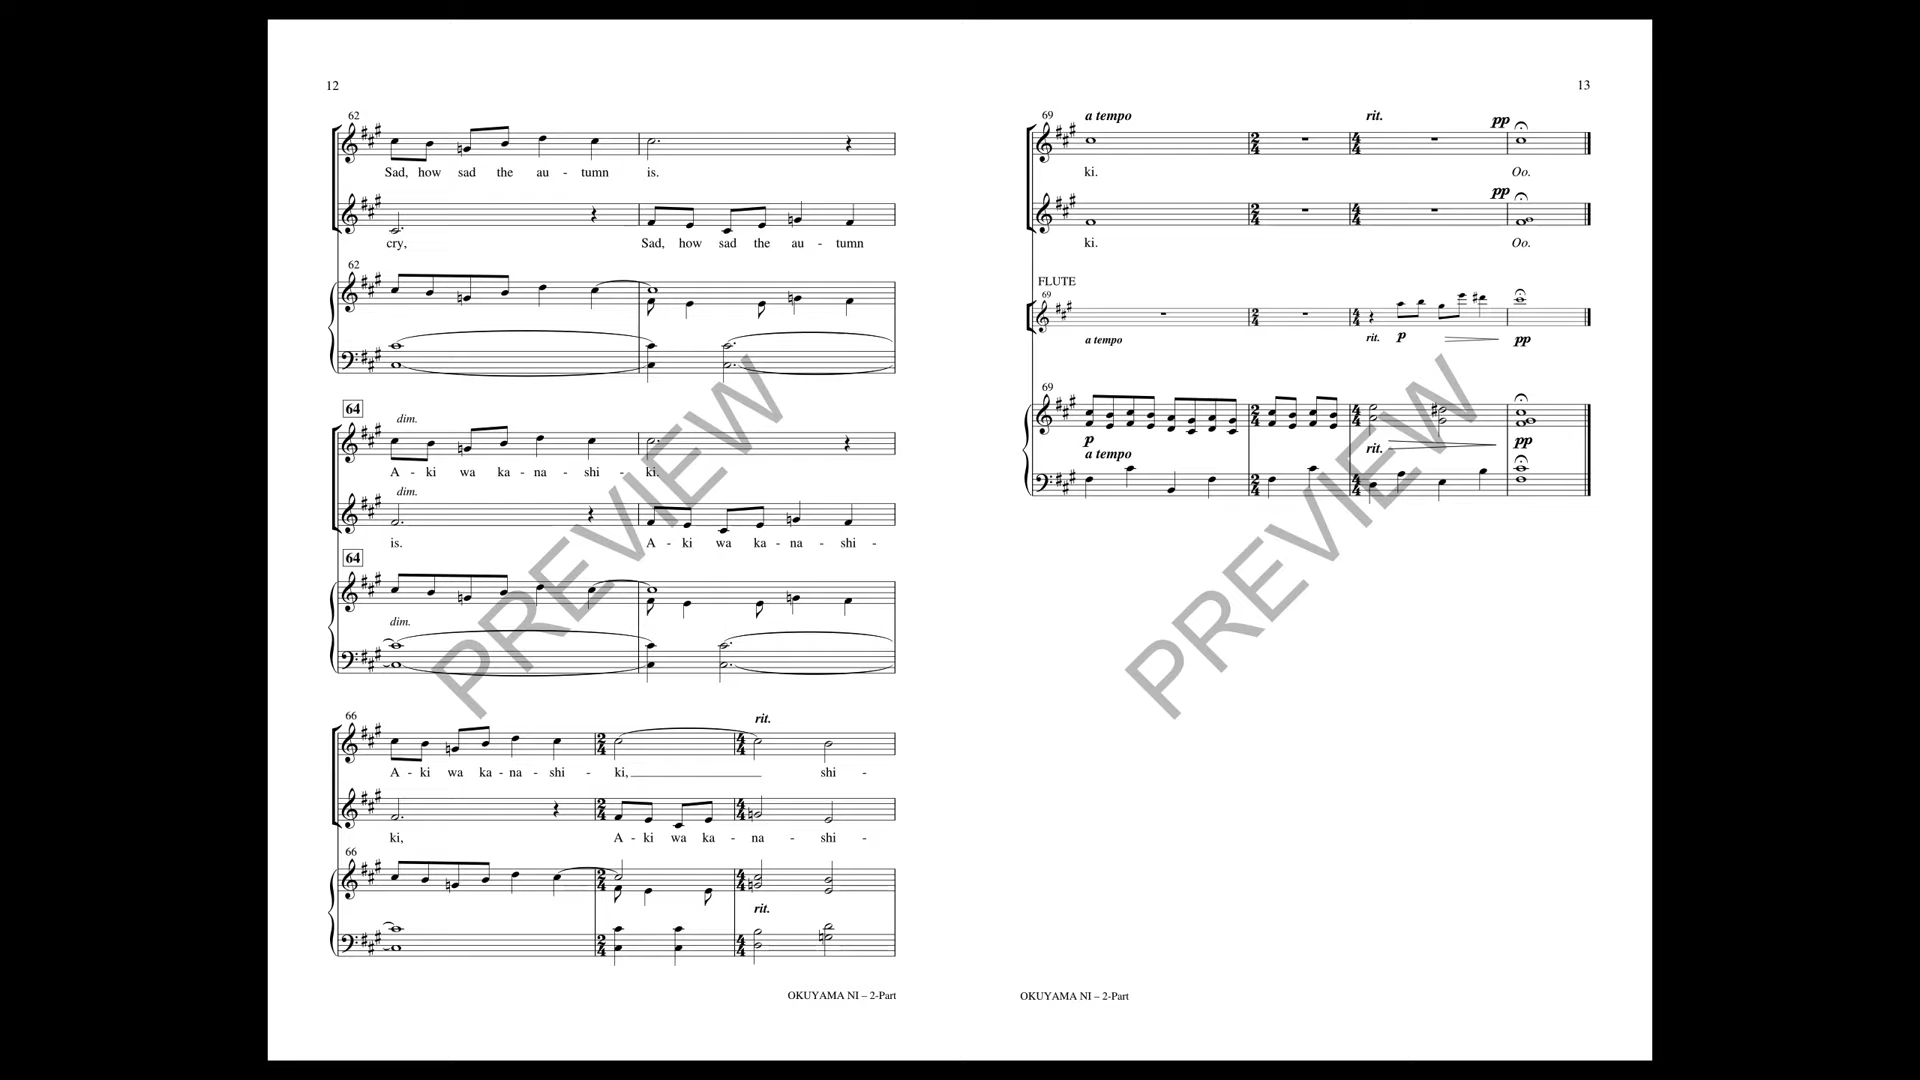 12
62
Sad, how sad the au - tumn is.
cry, Sad, how sad the au - tumn
62
64
dim.
A - ki wa ka - na - shi - ki.
dim.
is. A - ki wa ka - na - shi -
64
dim.
66
rit.
A - ki wa ka - na - shi - ki, shi -
ki, A - ki wa ka - na - shi -
66
rit.
OKUYAMA NI – 2-Part
PREVIEW
13
69
a tempo rit. pp
ki. Oo.
pp
ki. Oo.
FLUTE
69
a tempo rit. p pp
69
p pp
a tempo rit.
OKUYAMA NI – 2-Part
PREVIEW